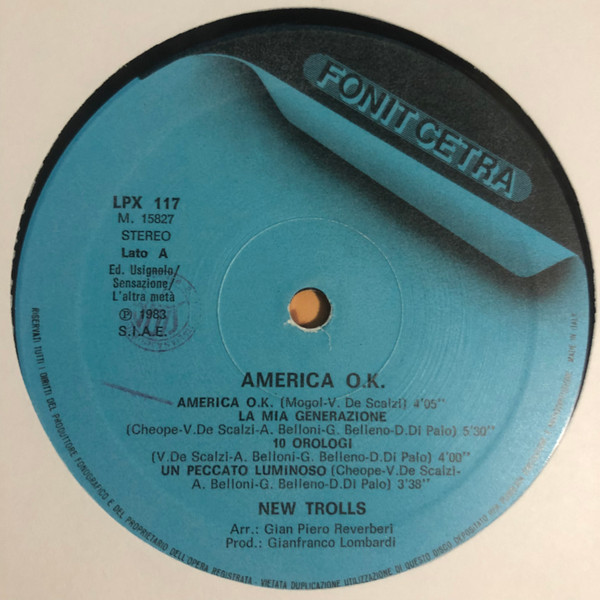 FONIT CETRA
LPX 117
M. 15827
STEREO
Lato A
Ed. Usignolo/
Sensazione/
L'altra metà
Ⓟ 1983
S.I.A.E.
AMERICA O.K.
AMERICA O.K. (Mogol-V. De Scalzi) 4'05"
LA MIA GENERAZIONE
(Cheope-V.De Scalzi-A. Belloni-G. Belleno-D.Di Palo) 5'30"
10 OROLOGI
(V.De Scalzi-A. Belloni-G. Belleno-D.Di Palo) 4'00"
UN PECCATO LUMINOSO (Cheope-V.De Scalzi-
A. Belloni-G. Belleno-D.Di Palo) 3'38"
NEW TROLLS
Arr.: Gian Piero Reverberi
Prod.: Gianfranco Lombardi
RISERVATI TUTTI I DIRITTI DEL PRODUTTORE FONOGRAFICO E DEL PROPRIETARIO DELL'OPERA REGISTRATA. VIETATA DUPLICAZIONE UTILIZZAZIONE DI QUESTO DISCO
MADE IN ITALY